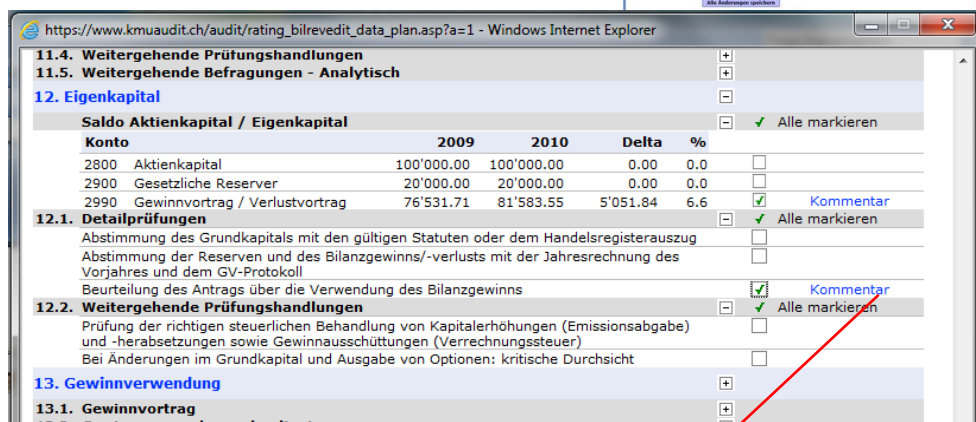 Alle Änderungen speichern
https://www.kmuaudit.ch/audit/rating_bilrevedit_data_plan.asp?a=1 - Windows Internet Explorer
11.4. Weitergehende Prüfungshandlungen
11.5. Weitergehende Befragungen - Analytisch
12. Eigenkapital
Saldo Aktienkapital / Eigenkapital Alle markieren
Konto 2009 2010 Delta %
2800 Aktienkapital 100'000.00 100'000.00 0.00 0.0
2900 Gesetzliche Reserver 20'000.00 20'000.00 0.00 0.0
2990 Gewinnvortrag / Verlustvortrag 76'531.71 81'583.55 5'051.84 6.6 Kommentar
12.1. Detailprüfungen Alle markieren
Abstimmung des Grundkapitals mit den gültigen Statuten oder dem Handelsregisterauszug
Abstimmung der Reserven und des Bilanzgewinns/-verlusts mit der Jahresrechnung des
Vorjahres und dem GV-Protokoll
Beurteilung des Antrags über die Verwendung des Bilanzgewinns Kommentar
12.2. Weitergehende Prüfungshandlungen Alle markieren
Prüfung der richtigen steuerlichen Behandlung von Kapitalerhöhungen (Emissionsabgabe)
und -herabsetzungen sowie Gewinnausschüttungen (Verrechnungssteuer)
Bei Änderungen im Grundkapital und Ausgabe von Optionen: kritische Durchsicht
13. Gewinnverwendung
13.1. Gewinnvortrag